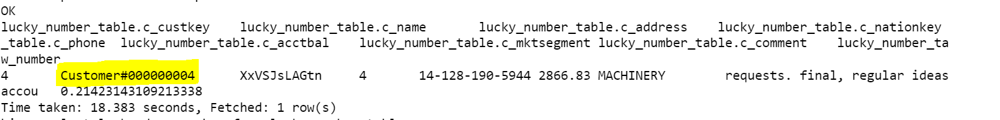 OK
lucky_number_table.c_custkey lucky_number_table.c_name lucky_number_table.c_address lucky_number_table.c_nationkey
_table.c_phone lucky_number_table.c_acctbal lucky_number_table.c_mktsegment lucky_number_table.c_comment lucky_number_ta
w_number
4 Customer#000000004 XxVSJsLAGtn 4 14-128-190-5944 2866.83 MACHINERY requests. final, regular ideas
accou 0.21423143109213338
Time taken: 18.383 seconds, Fetched: 1 row(s)